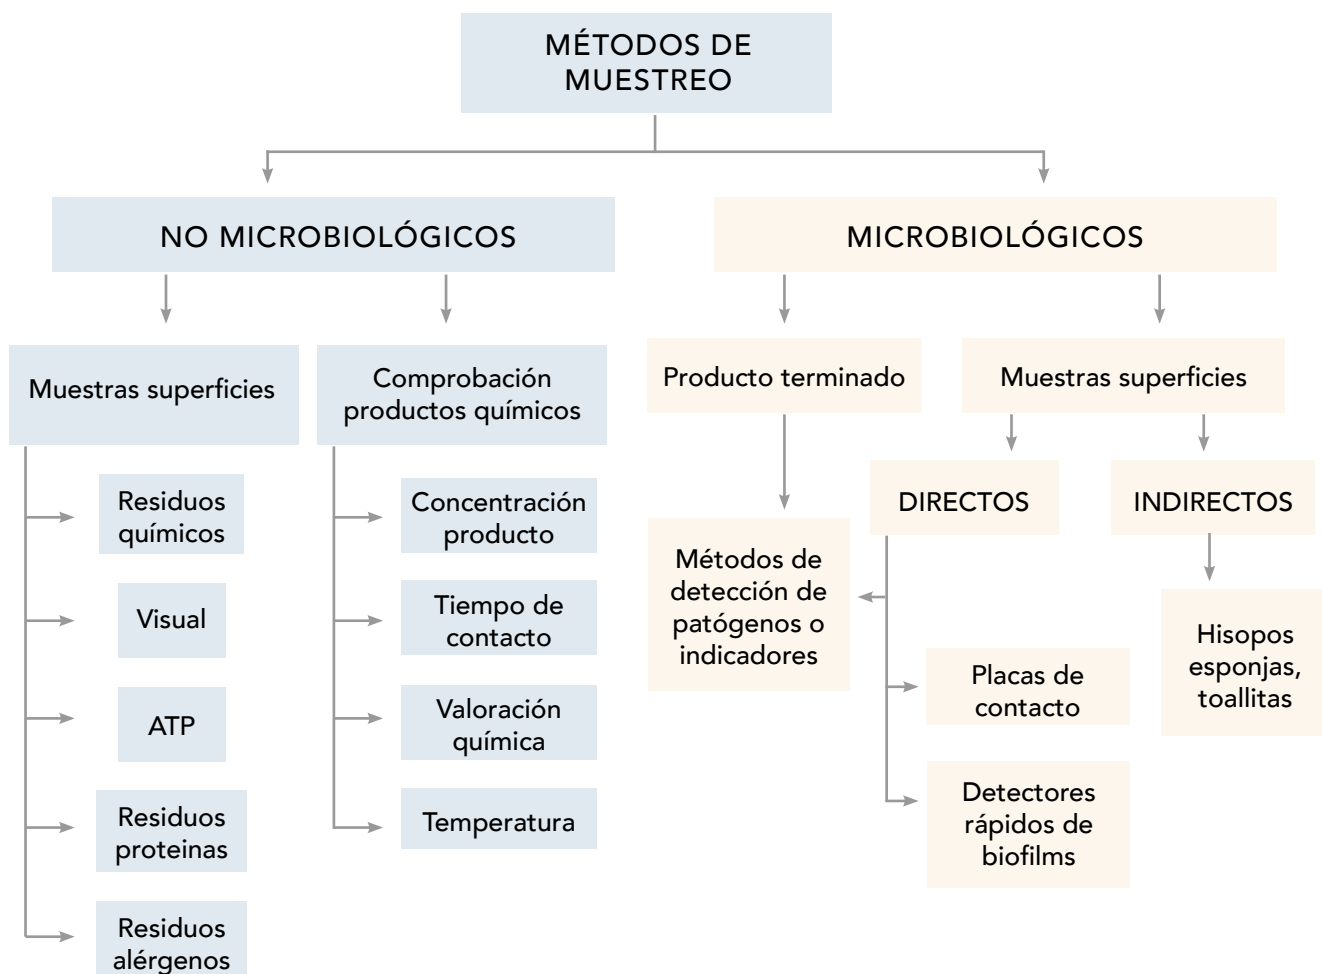 MÉTODOS DE
MUESTREO
NO MICROBIOLÓGICOS
MICROBIOLÓGICOS
Muestras superficies
Comprobación
productos químicos
Producto terminado
Muestras superficies
Residuos
químicos
Visual
ATP
Residuos
proteinas
Residuos
alérgenos
Concentración
producto
Tiempo de
contacto
Valoración
química
Temperatura
Métodos de
detección de
patógenos o
indicadores
DIRECTOS
INDIRECTOS
Placas de
contacto
Detectores
rápidos de
biofilms
Hisopos
esponjas,
toallitas